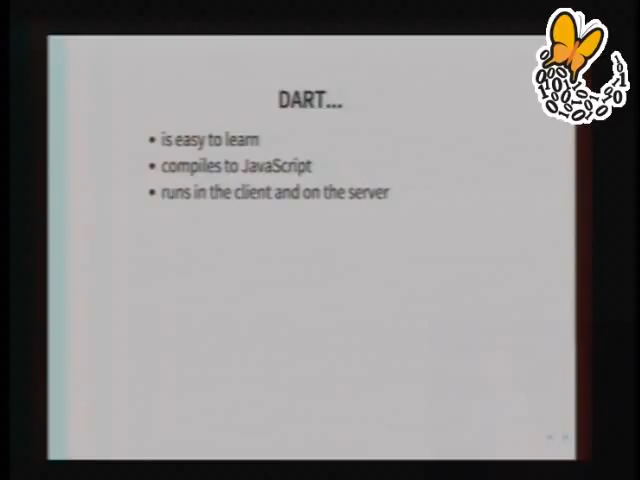 DART...
• is easy to learn
• compiles to JavaScript
• runs in the client and on the server